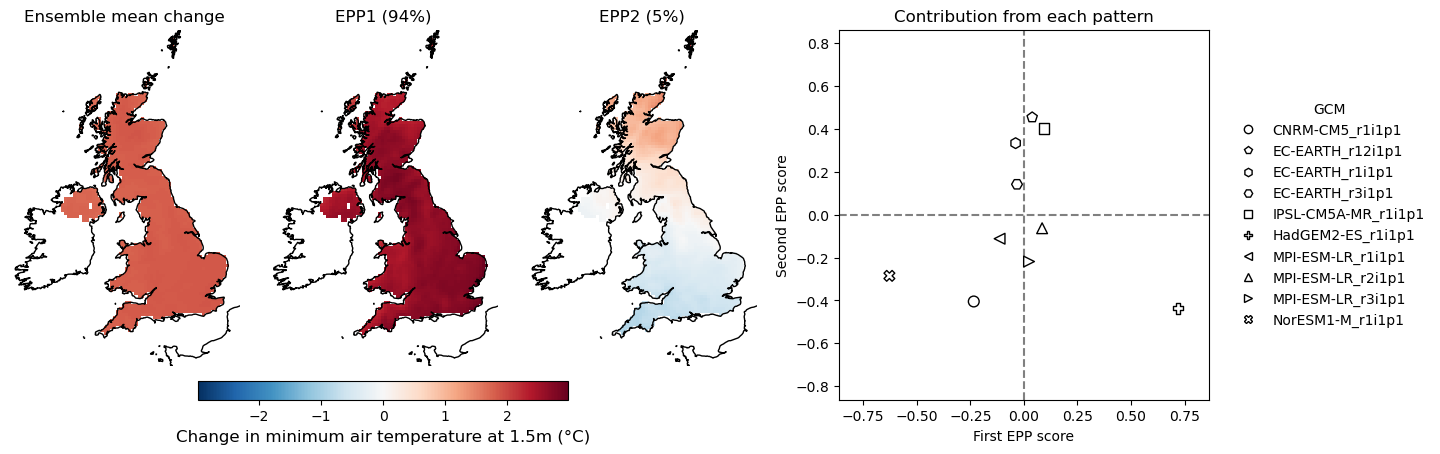 Ensemble mean change
EPP1 (94%)
EPP2 (5%)
Contribution from each pattern
−2
−1
0
1
2
Change in minimum air temperature at 1.5m (°C)
Second EPP score
0.8
0.6
0.4
0.2
0.0
−0.2
−0.4
−0.6
−0.8
−0.75
−0.50
−0.25
0.00
0.25
0.50
0.75
First EPP score
GCM
CNRM-CM5_r1i1p1
EC-EARTH_r12i1p1
EC-EARTH_r1i1p1
EC-EARTH_r3i1p1
IPSL-CM5A-MR_r1i1p1
HadGEM2-ES_r1i1p1
MPI-ESM-LR_r1i1p1
MPI-ESM-LR_r2i1p1
MPI-ESM-LR_r3i1p1
NorESM1-M_r1i1p1